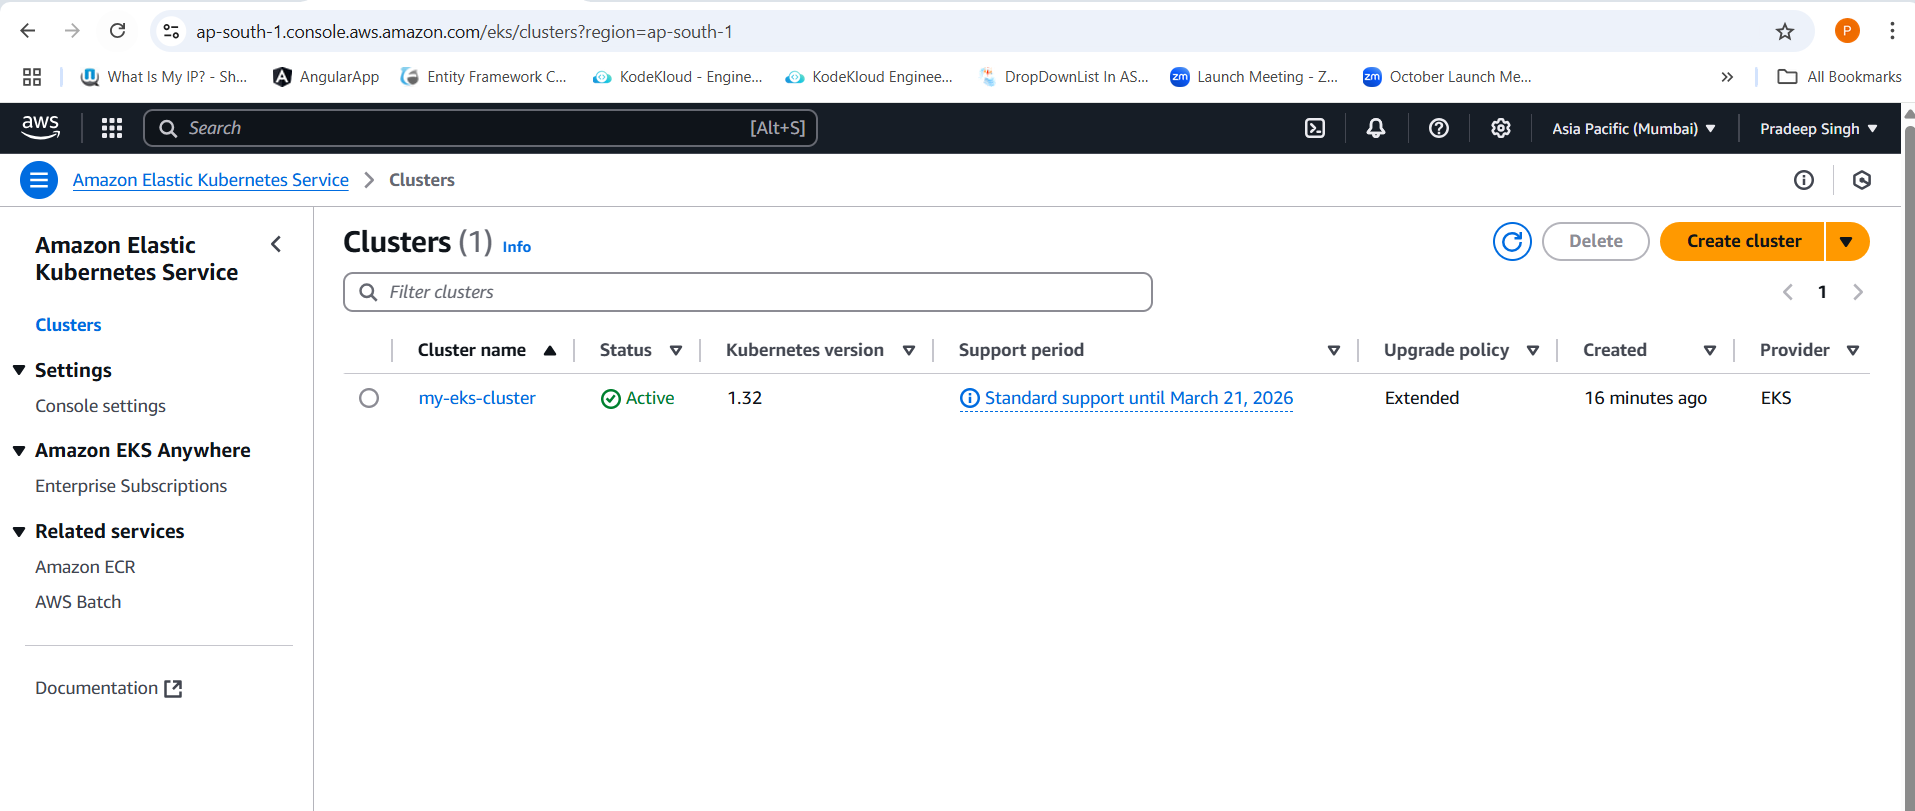 ap-south-1.console.aws.amazon.com/eks/clusters?region=ap-south-1
P
What Is My IP? - Sh...
AngularApp
Entity Framework C...
KodeKloud - Engine...
KodeKloud Enginee...
DropDownList In AS...
zm
Launch Meeting - Z...
zm
October Launch Me...
All Bookmarks
aws
Search
[Alt+S]
Asia Pacific (Mumbai)
Pradeep Singh
Amazon Elastic Kubernetes Service
Clusters
Amazon Elastic
Kubernetes Service
Clusters
Settings
Console settings
Amazon EKS Anywhere
Enterprise Subscriptions
Related services
Amazon ECR
AWS Batch
Documentation
Clusters (1) Info
Delete
Create cluster
Filter clusters
1
Cluster name Status Kubernetes version Support period Upgrade policy Created Provider
my-eks-cluster Active 1.32 Standard support until March 21, 2026 Extended 16 minutes ago EKS